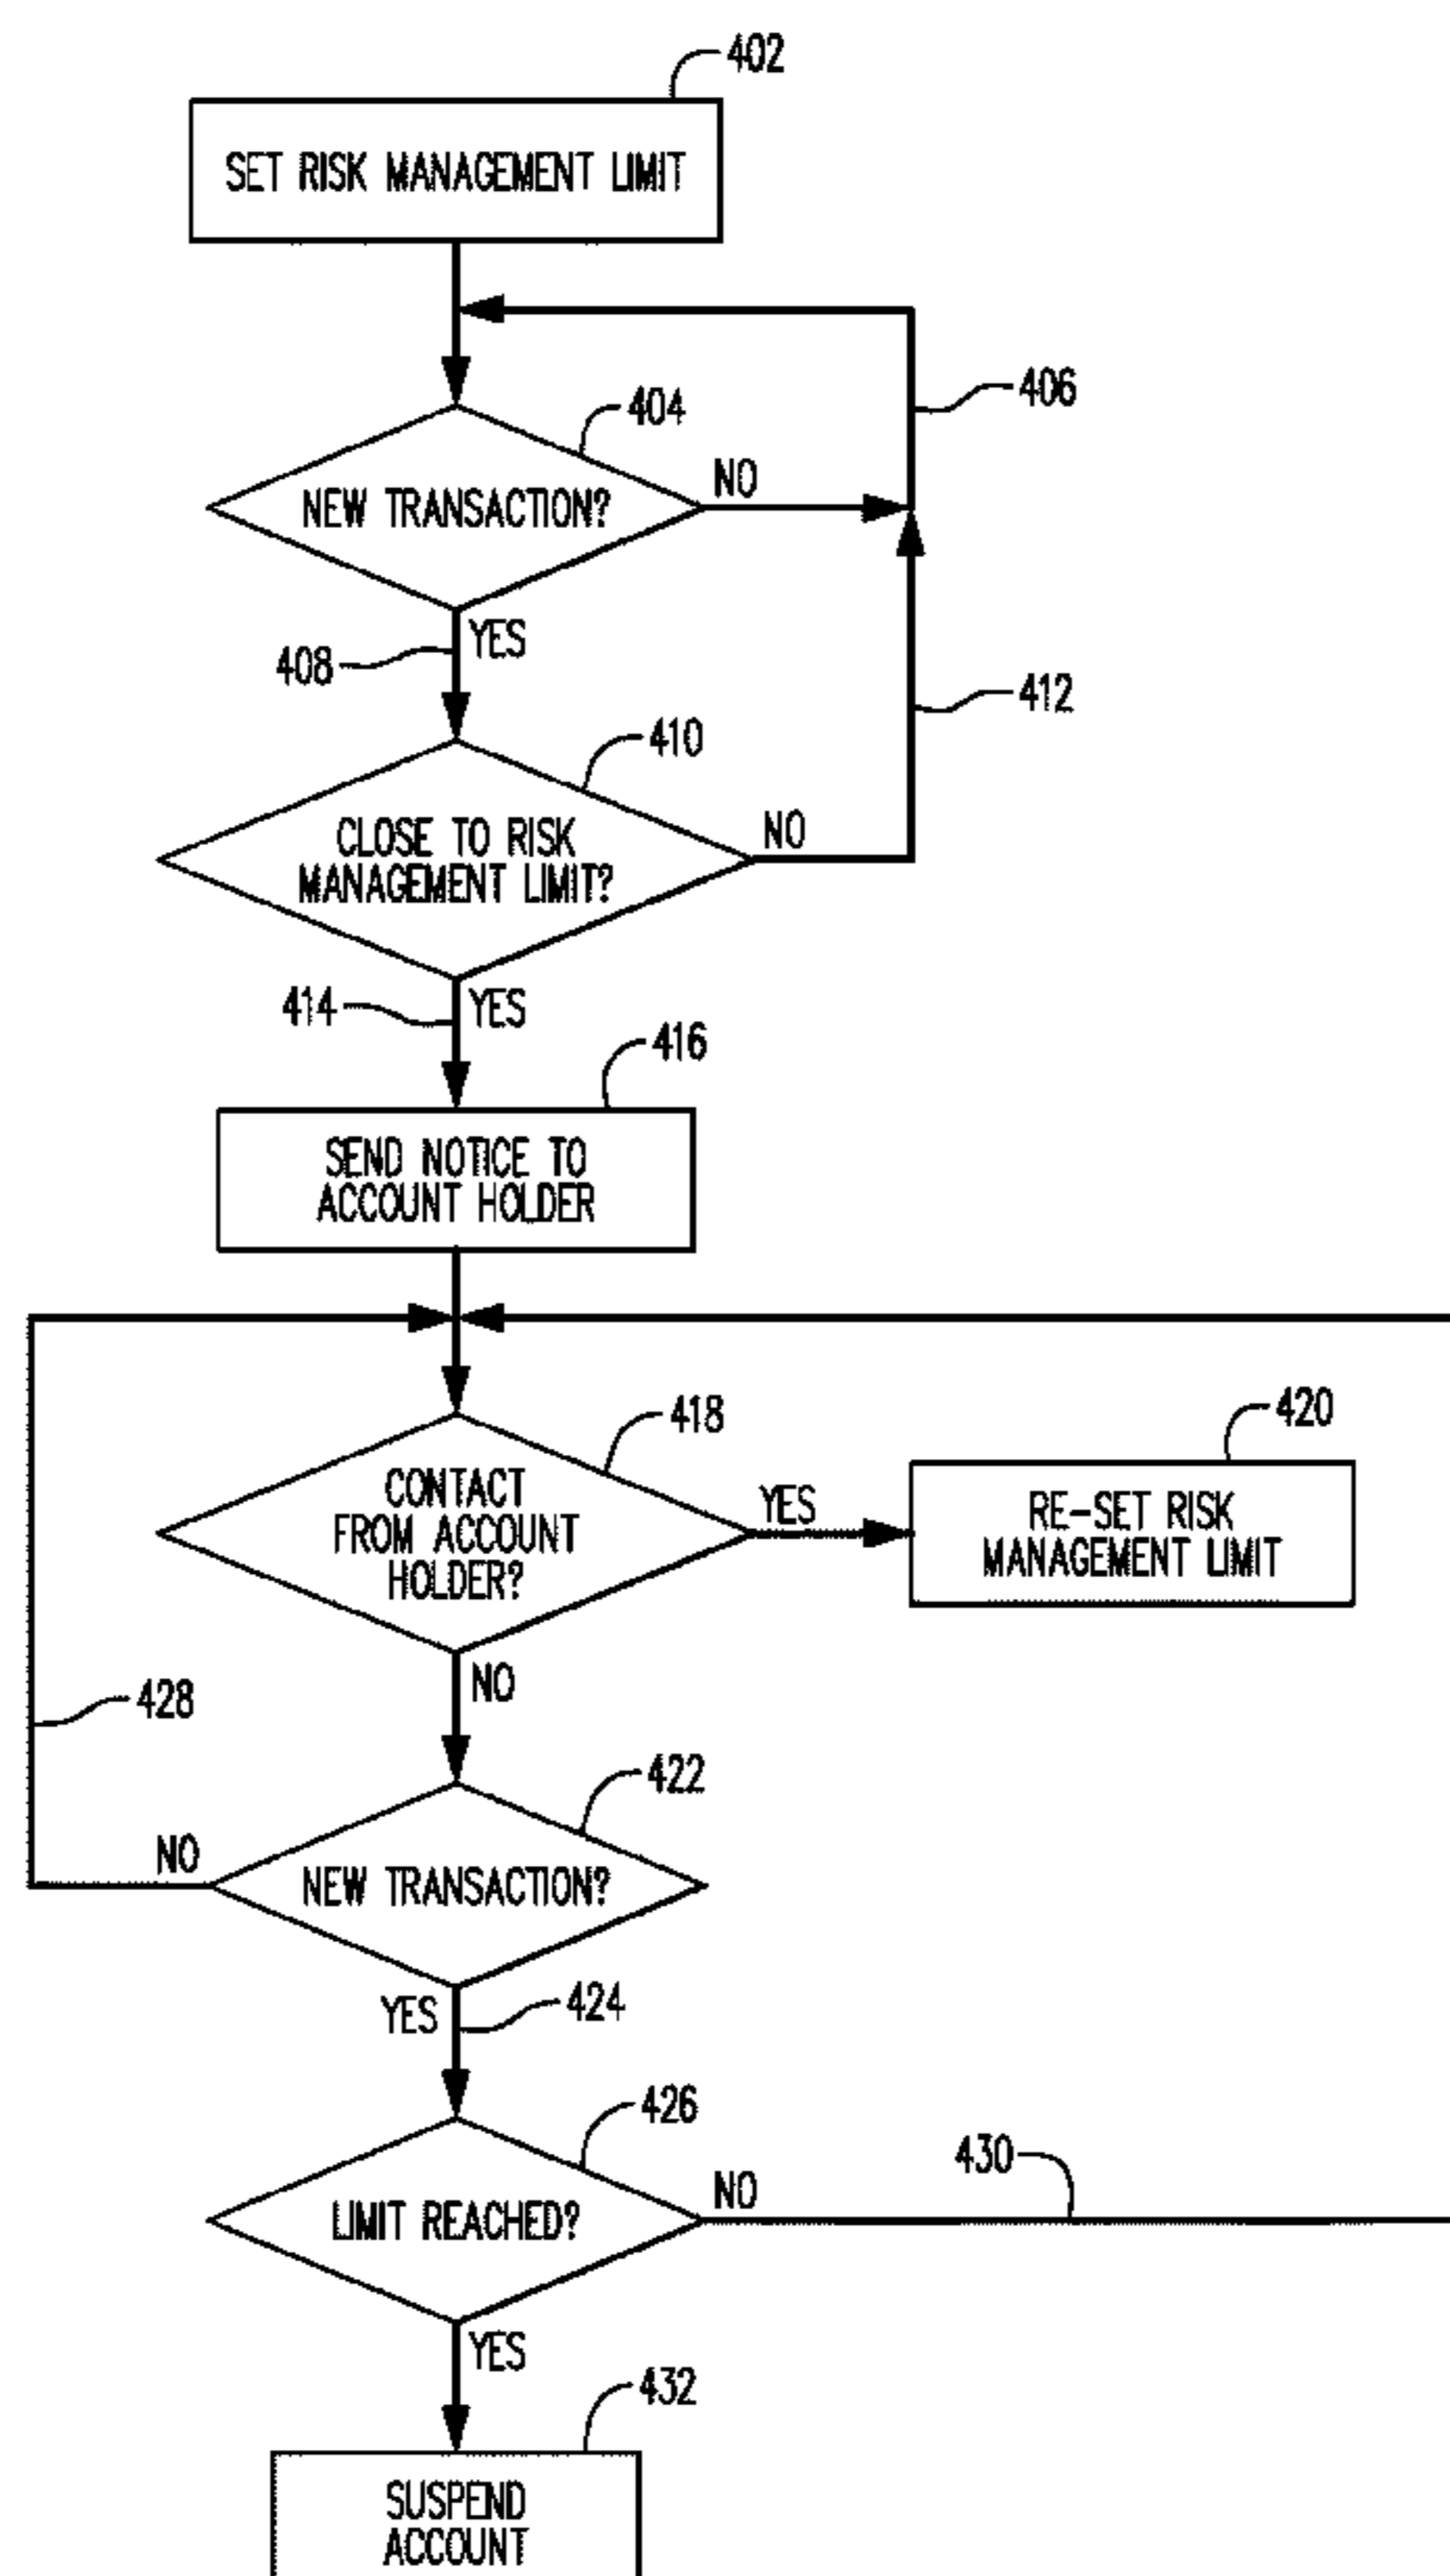 402
SET RISK MANAGEMENT LIMIT
406
404
NEW TRANSACTION?
NO
YES
408
412
410
CLOSE TO RISK
MANAGEMENT LIMIT?
NO
414
YES
416
SEND NOTICE TO
ACCOUNT HOLDER
418
420
CONTACT
FROM ACCOUNT
HOLDER?
YES
RE-SET RISK
MANAGEMENT LIMIT
NO
428
422
NO
NEW TRANSACTION?
YES
424
426
430
NO
LIMIT REACHED?
YES
432
SUSPEND
ACCOUNT